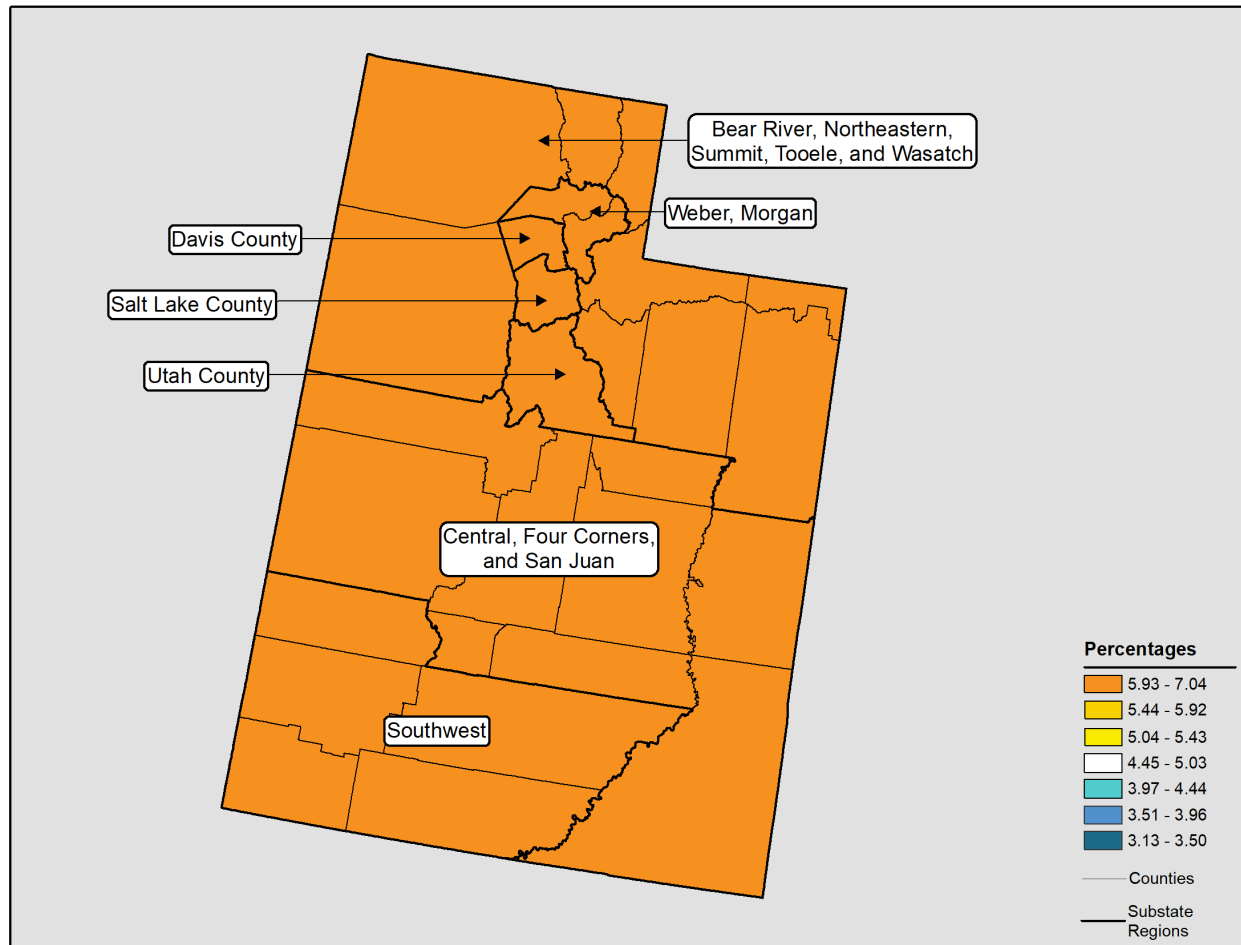 Bear River, Northeastern,
Summit, Tooele, and Wasatch
Weber, Morgan
Davis County
Salt Lake County
Utah County
Central, Four Corners,
and San Juan
Southwest
Percentages
5.93 - 7.04
5.44 - 5.92
5.04 - 5.43
4.45 - 5.03
3.97 - 4.44
3.51 - 3.96
3.13 - 3.50
Counties
Substate
Regions